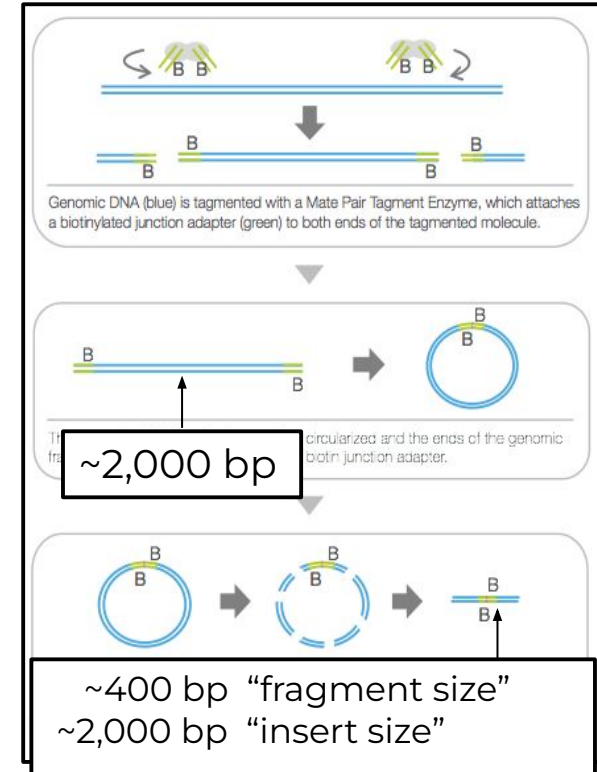 B B
B B
B
B
B
B
Genomic DNA (blue) is tagmented with a Mate Pair Tagment Enzyme, which attaches
a biotinylated junction adapter (green) to both ends of the tagmented molecule.
B
B
B
B
circularized and the ends of the genomic
biotin junction adapter.
~2,000 bp
B
B
B
B
B
B
~400 bp "fragment size"
~2,000 bp "insert size"